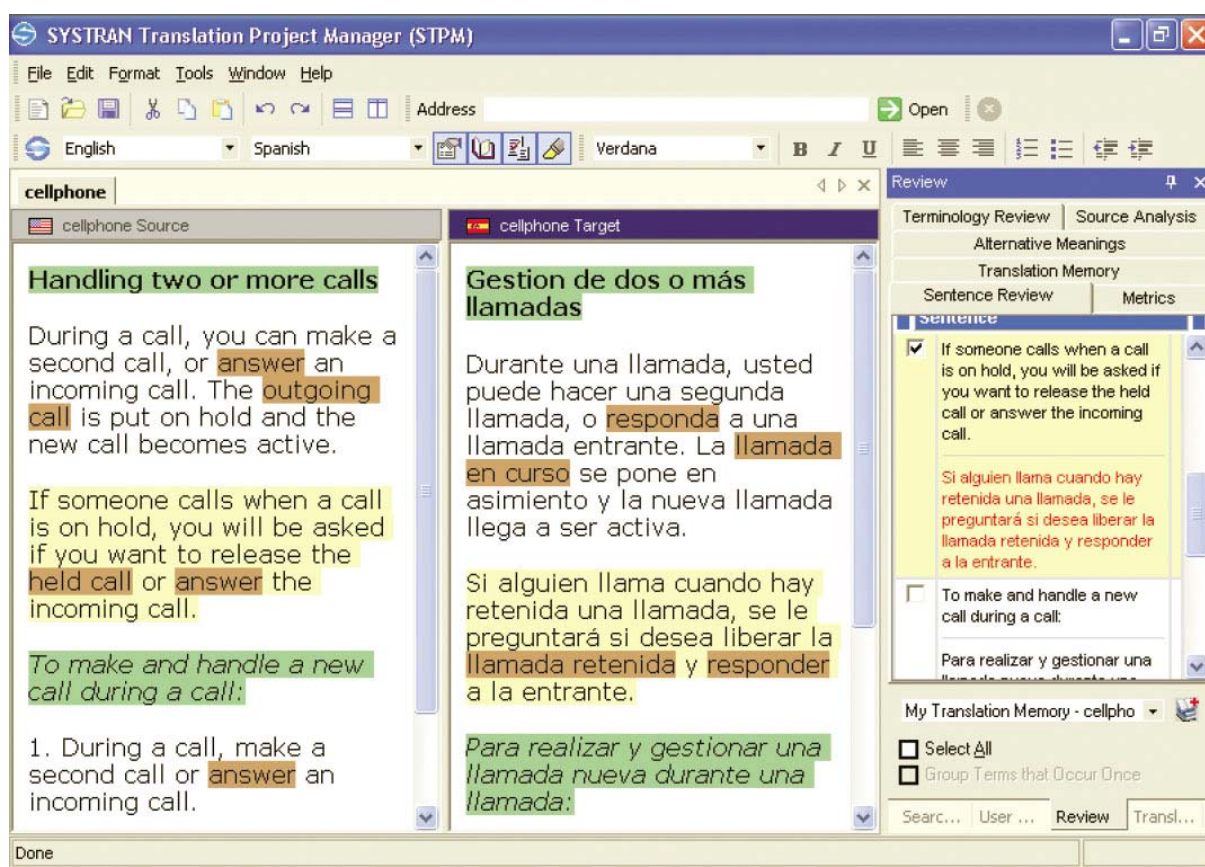 SYSTRAN Translation Project Manager (STPM)
File Edit Format Tools Window Help
Address Open
English Spanish Verdana B I U
cellphone
cellphone Source
Handling two or more calls
During a call, you can make a
second call, or answer an
incoming call. The outgoing
call is put on hold and the
new call becomes active.
If someone calls when a call
is on hold, you will be asked
if you want to release the
held call or answer the
incoming call.
To make and handle a new
call during a call:
1. During a call, make a
second call or answer an
incoming call.
cellphone Target
Gestion de dos o más
llamadas
Durante una llamada, usted
puede hacer una segunda
llamada, o responda a una
llamada entrante. La llamada
en curso se pone en
asimiento y la nueva llamada
llega a ser activa.
Si alguien llama cuando hay
retenida una llamada, se le
preguntará si desea liberar la
llamada retenida y responder
a la entrante.
Para realizar y gestionar una
llamada nueva durante una
llamada:
Review
Terminology Review Source Analysis
Alternative Meanings
Translation Memory
Sentence Review Metrics
Sentence
If someone calls when a call
is on hold, you will be asked if
you want to release the held
call or answer the incoming
call.
Si alguien llama cuando hay
retenida una llamada, se le
preguntará si desea liberar la
llamada retenida y responder
a la entrante.
To make and handle a new
call during a call:
Para realizar y gestionar una
llamada nueva durante una
My Translation Memory - cellpho
Select All
Group Terms that Occur Once
Searc... User ... Review Transl...
Done